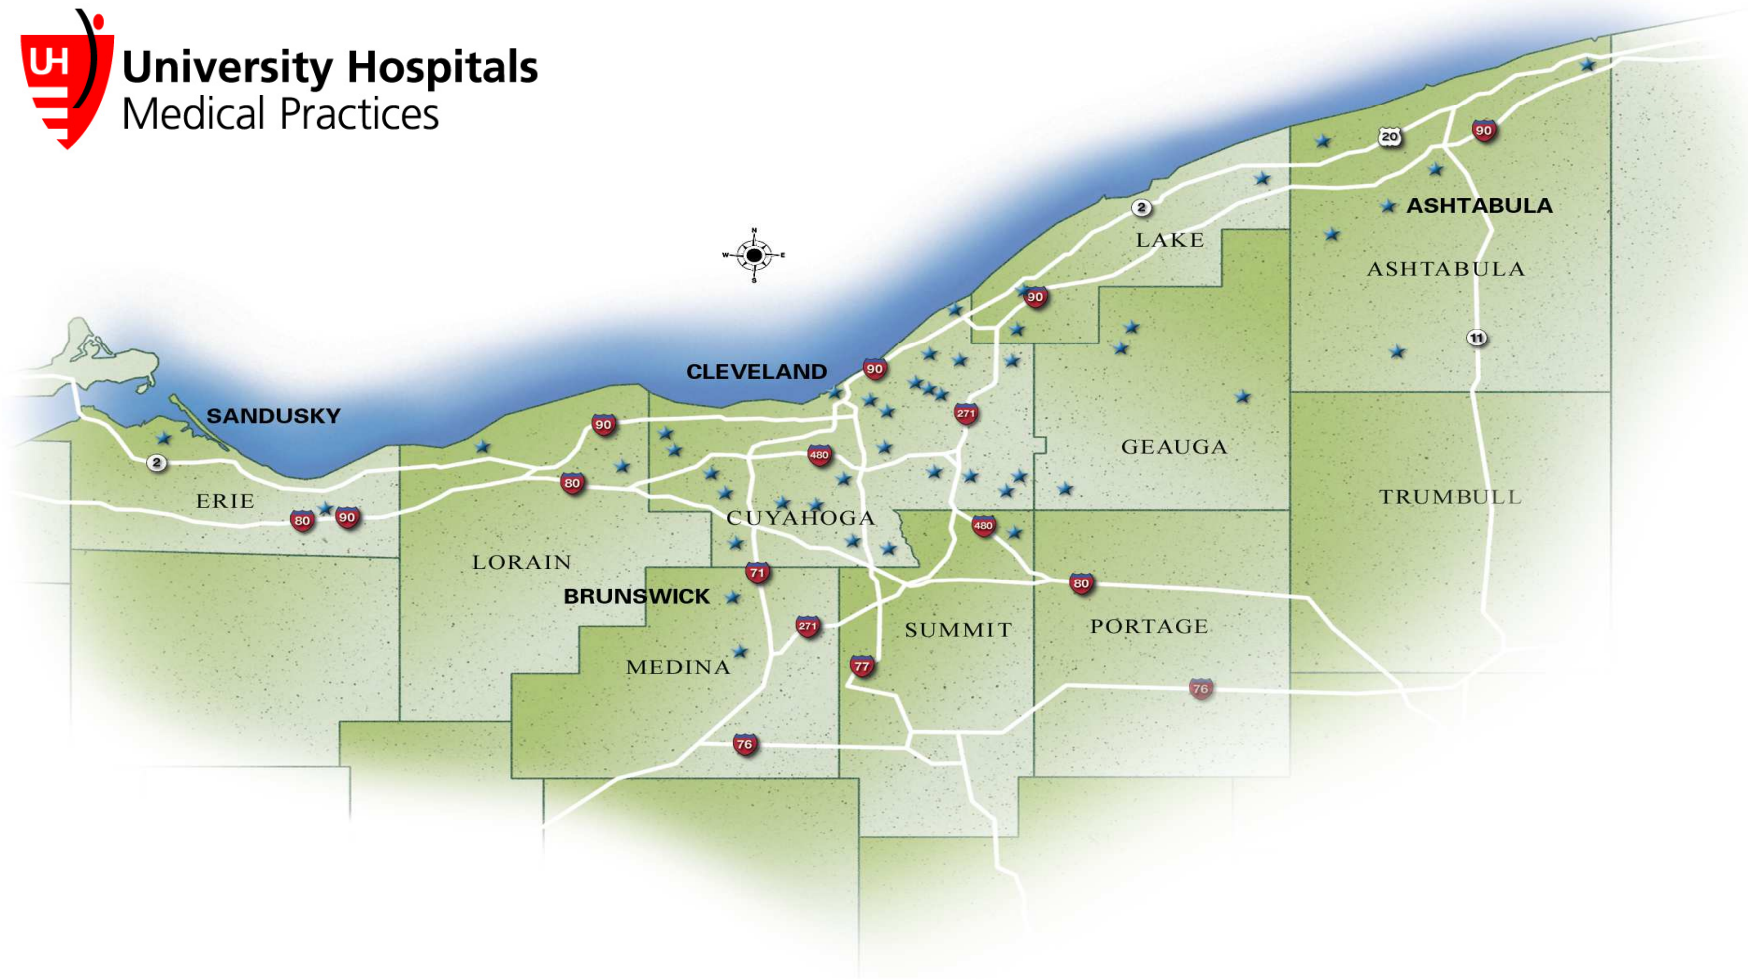 UH
University Hospitals
Medical Practices
20
90
2
ASHTABULA
N
W
E
S
LAKE
ASHTABULA
90
11
CLEVELAND
90
SANDUSKY
90
271
GEAUGA
2
480
80
ERIE
80
90
CUYAHOGA
480
TRUMBULL
LORAIN
71
80
BRUNSWICK
271
SUMMIT
PORTAGE
MEDINA
77
76
76